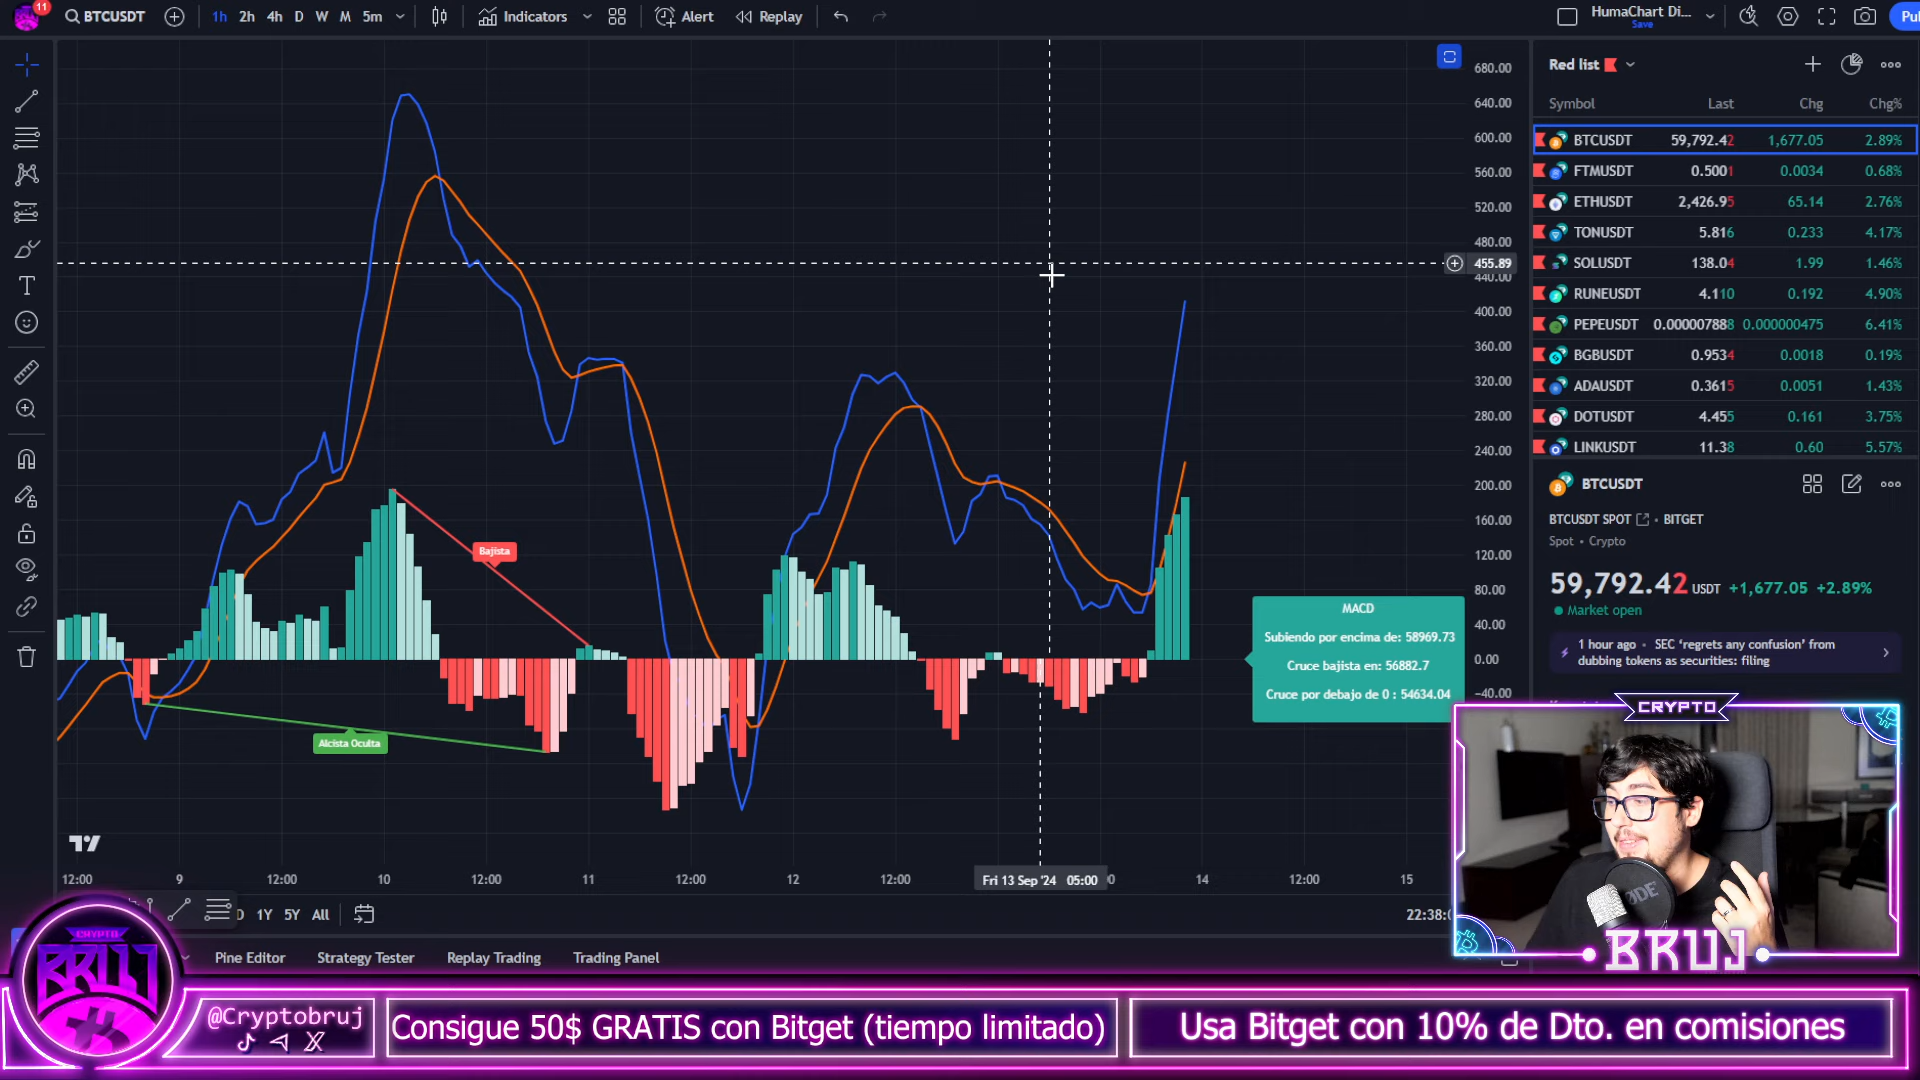 11
BTCUSDT
1h 2h 4h D W M 5m
Indicators
Alert
Replay
HumaChart Di...
Save
Pu
680.00
640.00
600.00
560.00
520.00
480.00
455.89
440.00
400.00
360.00
320.00
280.00
240.00
200.00
160.00
120.00
80.00
40.00
0.00
−40.00
Bajista
Alcista Oculta
MACD
Subiendo por encima de: 58969.73
Cruce bajista en: 56882.7
Cruce por debajo de 0 : 54634.04
12:00 9 12:00 10 12:00 11 12:00 12 12:00 Fri 13 Sep '24 05:00 14 12:00 15
D 1Y 5Y All
22:38:0
Pine Editor Strategy Tester Replay Trading Trading Panel
Red list
Symbol Last Chg Chg%
BTCUSDT 59,792.42 1,677.05 2.89%
FTMUSDT 0.5001 0.0034 0.68%
ETHUSDT 2,426.95 65.14 2.76%
TONUSDT 5.816 0.233 4.17%
SOLUSDT 138.04 1.99 1.46%
RUNEUSDT 4.110 0.192 4.90%
PEPEUSDT 0.000007888 0.000000475 6.41%
BGBUSDT 0.9534 0.0018 0.19%
ADAUSDT 0.3615 0.0051 1.43%
DOTUSDT 4.455 0.161 3.75%
LINKUSDT 11.38 0.60 5.57%
BTCUSDT
BTCUSDT SPOT • BITGET
Spot • Crypto
59,792.42 USDT +1,677.05 +2.89%
Market open
1 hour ago • SEC ‘regrets any confusion’ from
dubbing tokens as securities: filing
CRYPTO
BRUJ
CRYPTO
BRUJ
@Cryptobruj
Consigue 50$ GRATIS con Bitget (tiempo limitado)
Usa Bitget con 10% de Dto. en comisiones